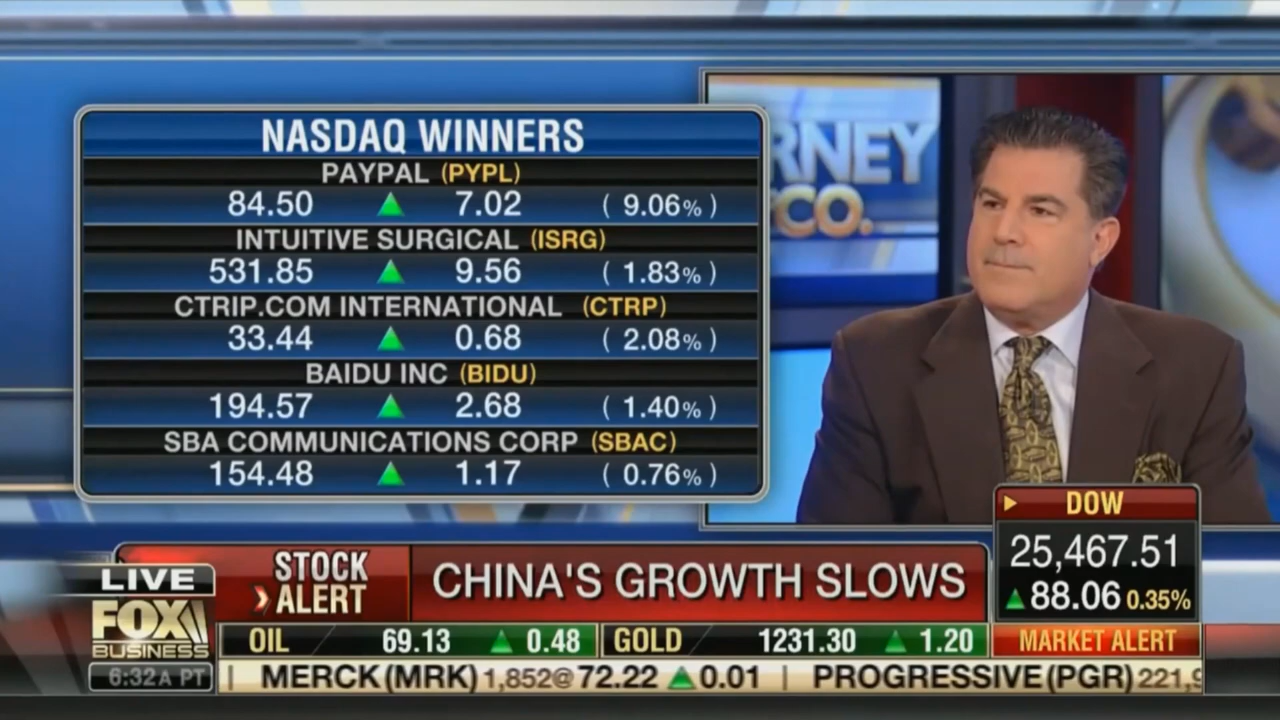 NASDAQ WINNERS
PAYPAL (PYPL)
84.50 ▲ 7.02 ( 9.06% )
INTUITIVE SURGICAL (ISRG)
531.85 ▲ 9.56 ( 1.83% )
CTRIP.COM INTERNATIONAL (CTRP)
33.44 ▲ 0.68 ( 2.08% )
BAIDU INC (BIDU)
194.57 ▲ 2.68 ( 1.40% )
SBA COMMUNICATIONS CORP (SBAC)
154.48 ▲ 1.17 ( 0.76% )
RNEY
CO.
DOW
25,467.51
▲ 88.06 0.35%
MARKET ALERT
STOCK
ALERT
CHINA'S GROWTH SLOWS
LIVE
FOX
BUSINESS
6:32A PT
OIL 69.13 ▲ 0.48 GOLD 1231.30 ▲ 1.20
MERCK (MRK) 1,852@72.22 ▲0.01 | PROGRESSIVE (PGR) 221,9